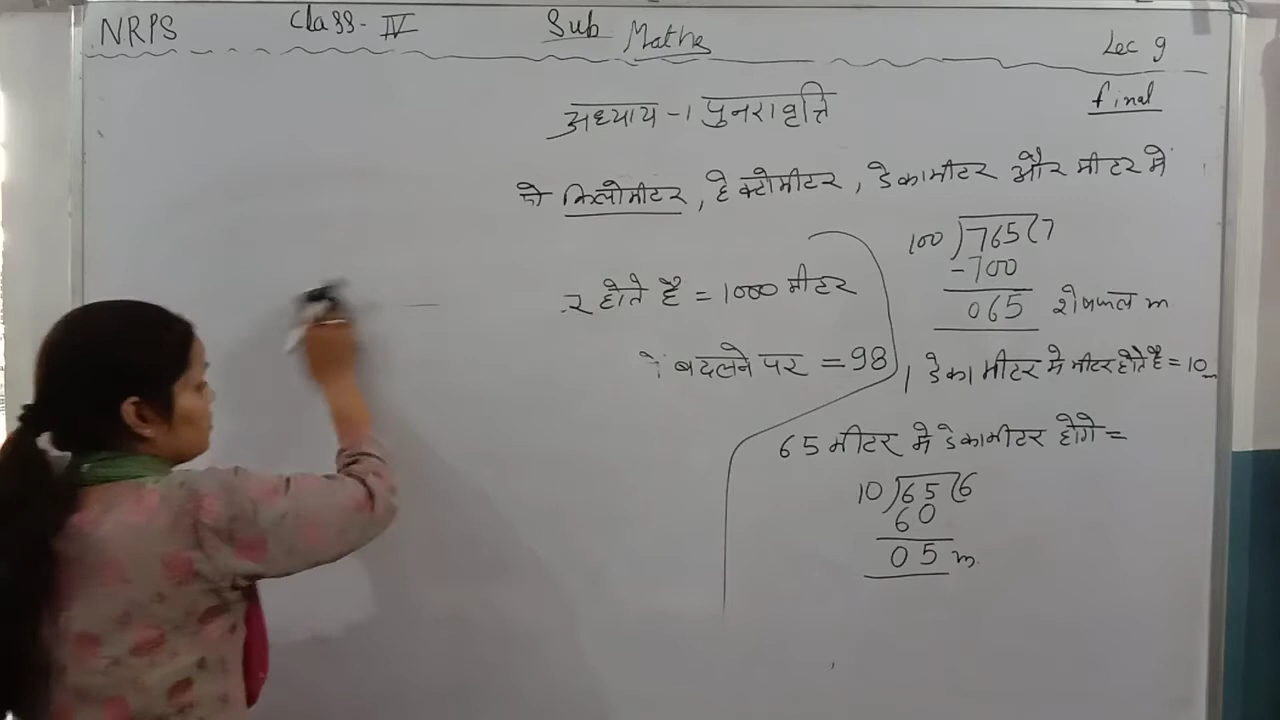 NRPS Class-IV Sub Maths Lec 9
final
अध्याय -1 पुनरावृत्ति
को किलोमीटर, हेक्टोमीटर, डेकामीटर और मीटर मे
र होते है = 1000 मीटर
बदलने पर = 98
100)765(7
-700
065 शेषफल m
1 डेकामीटर मे मीटर होते है = 10m
65 मीटर मे डेकामीटर होगे =
10)65(6
60
05 m